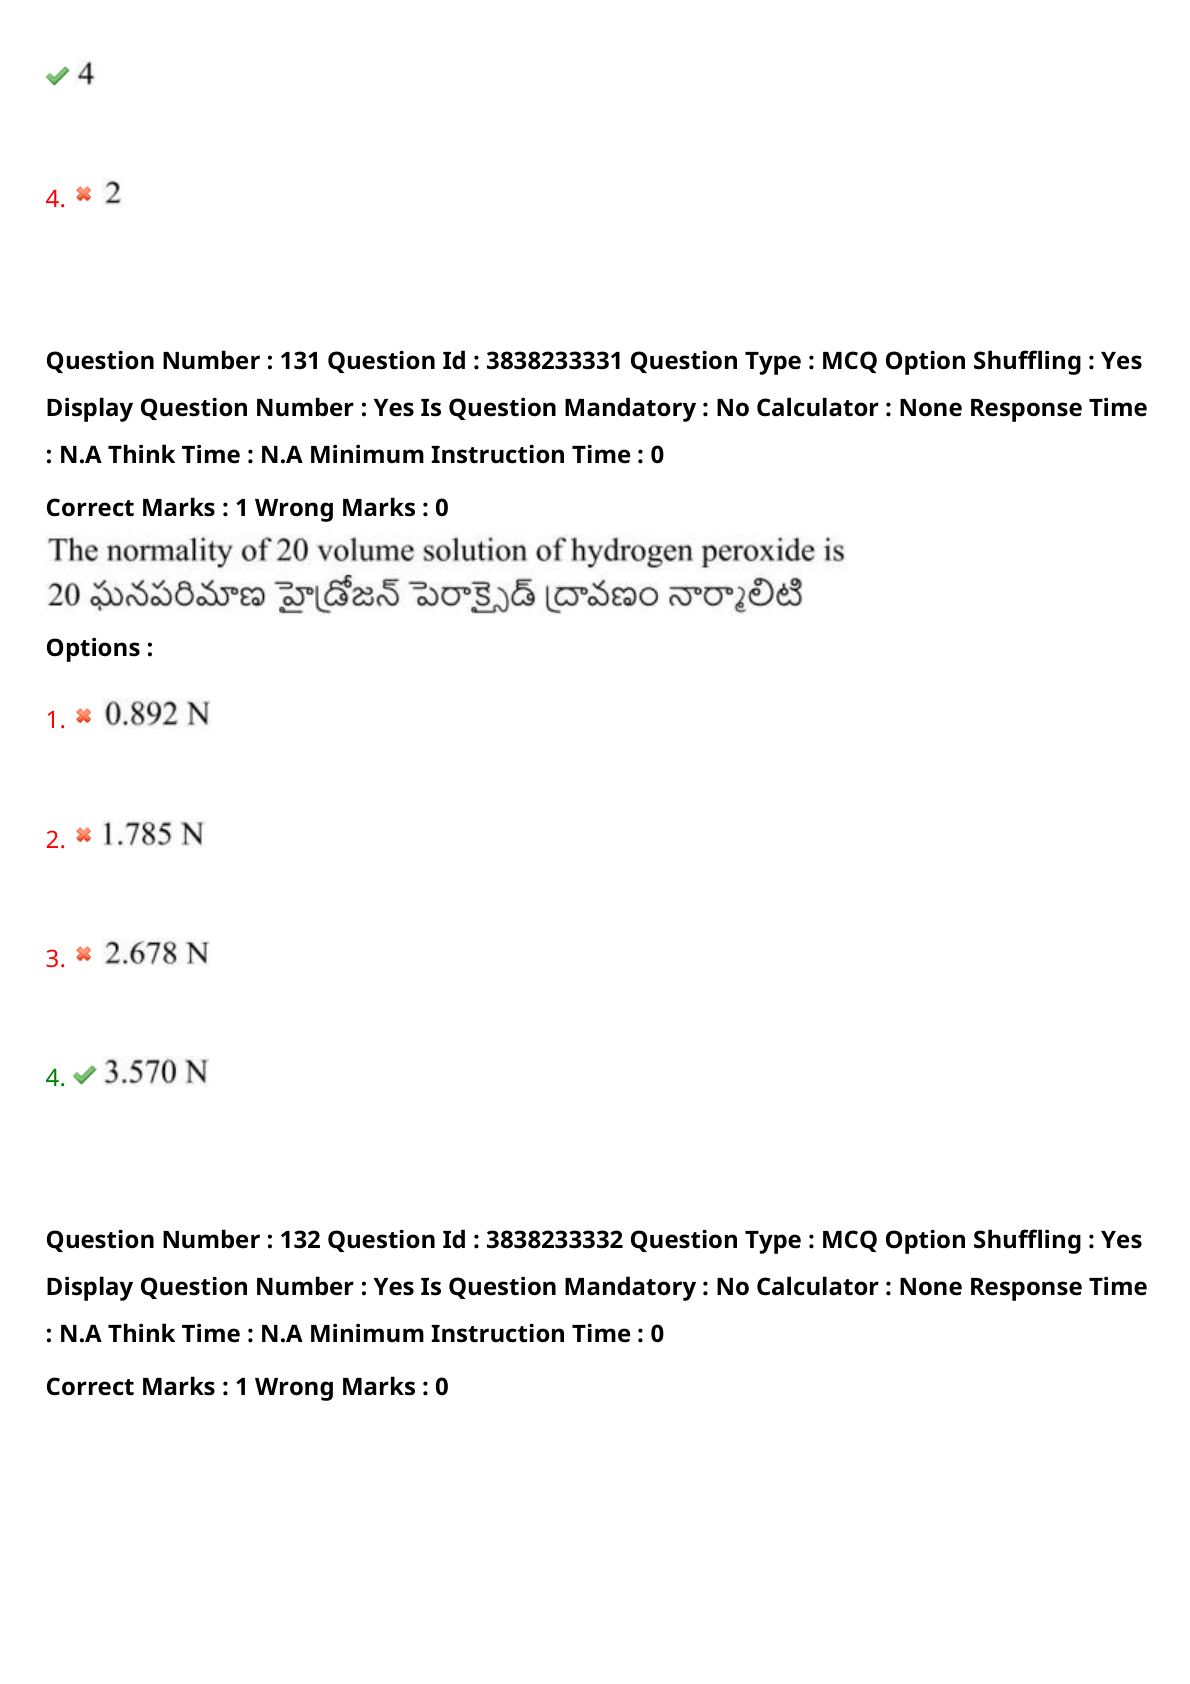 4
4. 2
Question Number : 131 Question Id : 3838233331 Question Type : MCQ Option Shuffling : Yes
Display Question Number : Yes Is Question Mandatory : No Calculator : None Response Time
: N.A Think Time : N.A Minimum Instruction Time : 0
Correct Marks : 1 Wrong Marks : 0
The normality of 20 volume solution of hydrogen peroxide is
20 ఘనపరిమాణ హైడ్రోజన్ పెరాక్సైడ్ ద్రావణం నార్మాలిటి
Options :
1. 0.892 N
2. 1.785 N
3. 2.678 N
4. 3.570 N
Question Number : 132 Question Id : 3838233332 Question Type : MCQ Option Shuffling : Yes
Display Question Number : Yes Is Question Mandatory : No Calculator : None Response Time
: N.A Think Time : N.A Minimum Instruction Time : 0
Correct Marks : 1 Wrong Marks : 0